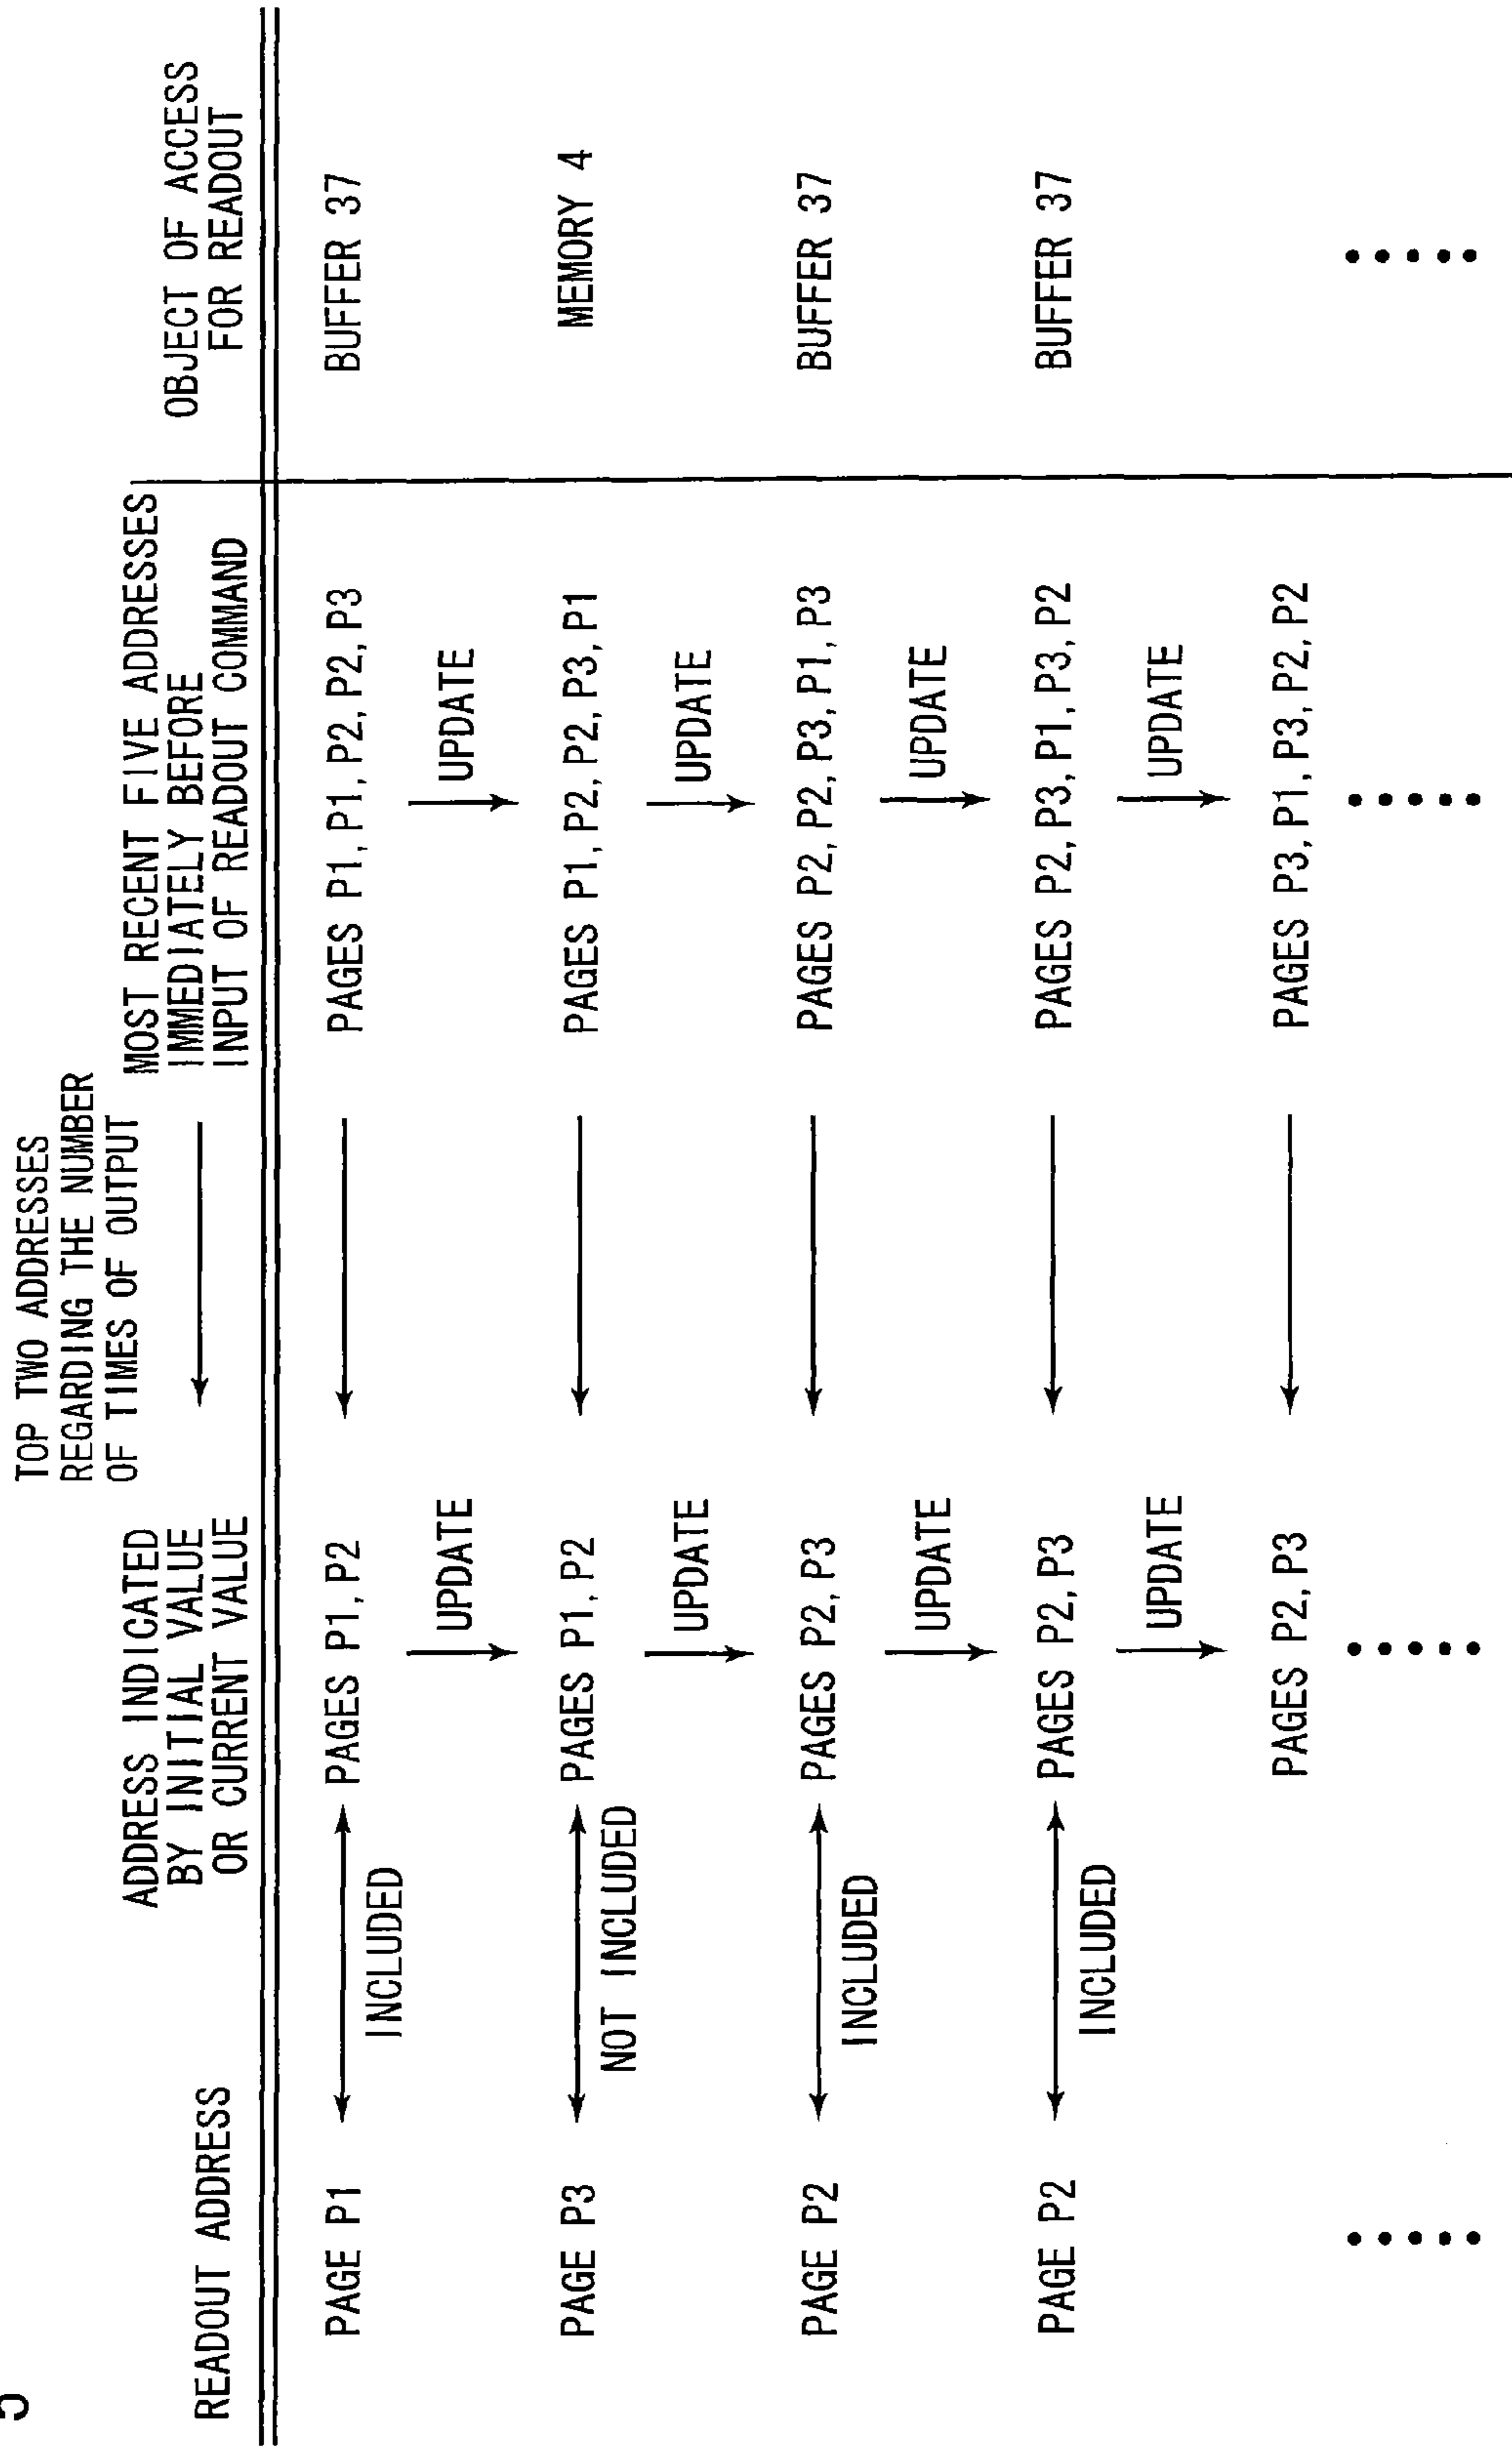 5
TOP TWO ADDRESSES
REGARDING THE NUMBER
OF TIMES OF OUTPUT
READOUT ADDRESS
ADDRESS INDICATED
BY INITIAL VALUE
OR CURRENT VALUE
MOST RECENT FIVE ADDRESSES
IMMEDIATELY BEFORE
INPUT OF READOUT COMMAND
OBJECT OF ACCESS
FOR READOUT
PAGE P1
INCLUDED
PAGES P1, P2
PAGES P1, P1, P2, P2, P3
BUFFER 37
UPDATE
UPDATE
PAGE P3
NOT INCLUDED
PAGES P1, P2
PAGES P1, P2, P2, P3, P1
MEMORY 4
UPDATE
UPDATE
PAGE P2
INCLUDED
PAGES P2, P3
PAGES P2, P2, P3, P1, P3
BUFFER 37
UPDATE
UPDATE
PAGE P2
INCLUDED
PAGES P2, P3
PAGES P2, P3, P1, P3, P2
BUFFER 37
UPDATE
UPDATE
PAGES P2, P3
PAGES P3, P1, P3, P2, P2